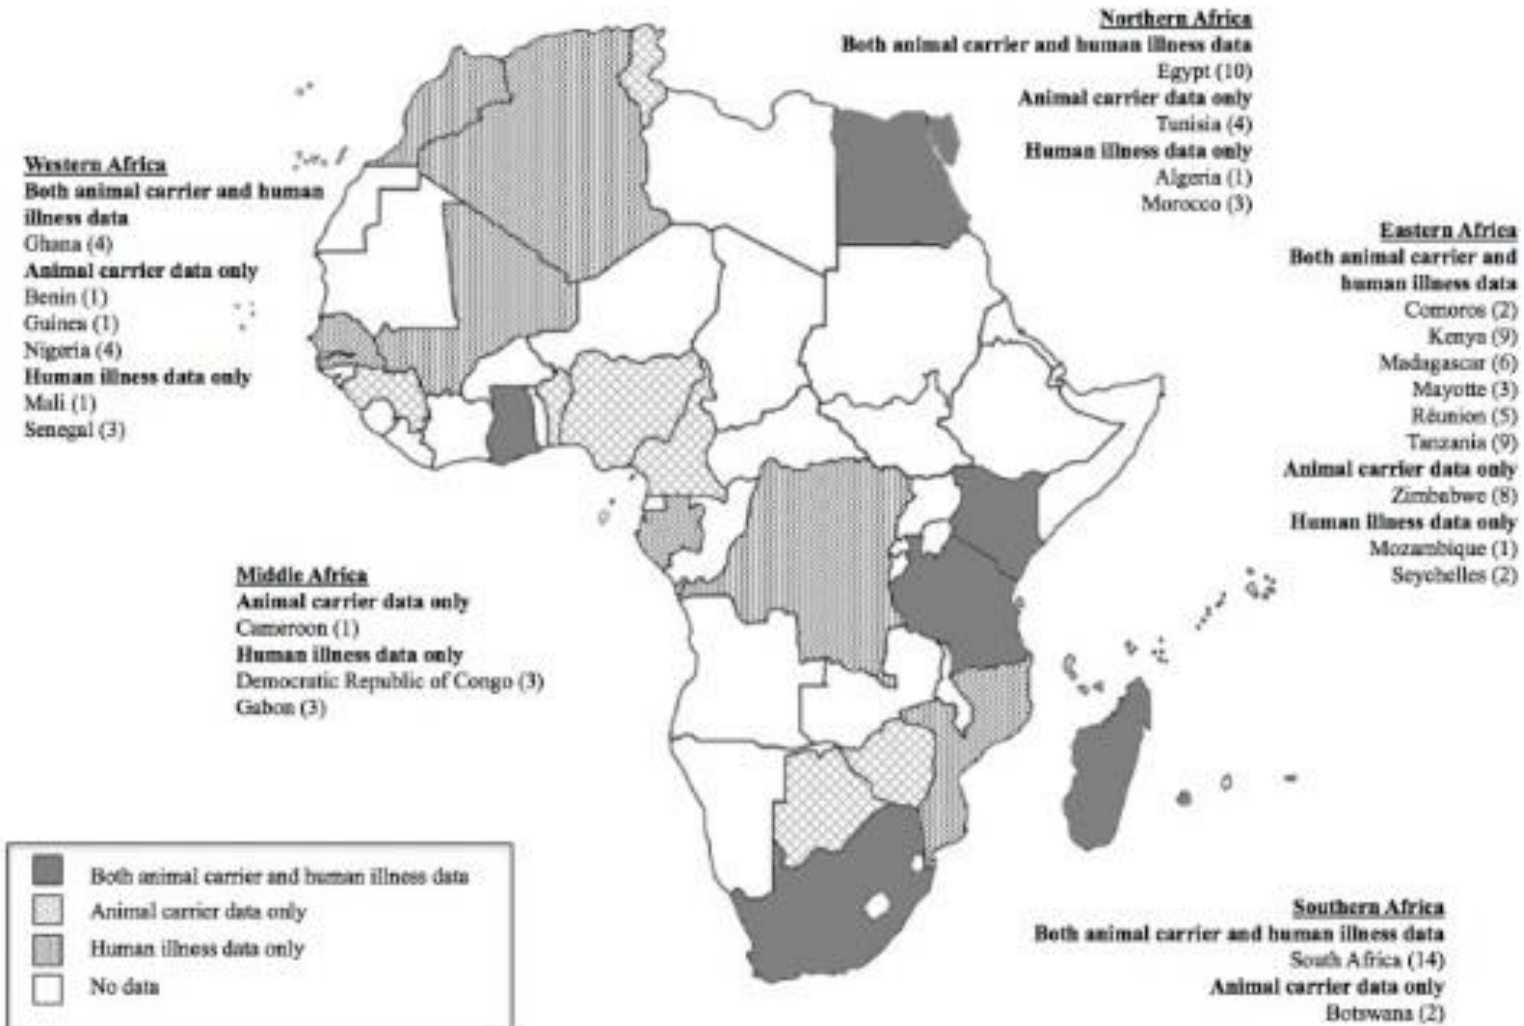 Northern Africa
Both animal carrier and human illness data
Egypt (10)
Animal carrier data only
Tunisia (4)
Human illness data only
Algeria (1)
Morocco (3)
Western Africa
Both animal carrier and human
illness data
Ghana (4)
Animal carrier data only
Benin (1)
Guinea (1)
Nigeria (4)
Human illness data only
Mali (1)
Senegal (3)
Eastern Africa
Both animal carrier and
human illness data
Comoros (2)
Kenya (9)
Madagascar (6)
Mayotte (3)
Réunion (5)
Tanzania (9)
Animal carrier data only
Zimbabwe (8)
Human illness data only
Mozambique (1)
Seychelles (2)
Middle Africa
Animal carrier data only
Cameroon (1)
Human illness data only
Democratic Republic of Congo (3)
Gabon (3)
Both animal carrier and human illness data
Animal carrier data only
Human illness data only
No data
Southern Africa
Both animal carrier and human illness data
South Africa (14)
Animal carrier data only
Botswana (2)